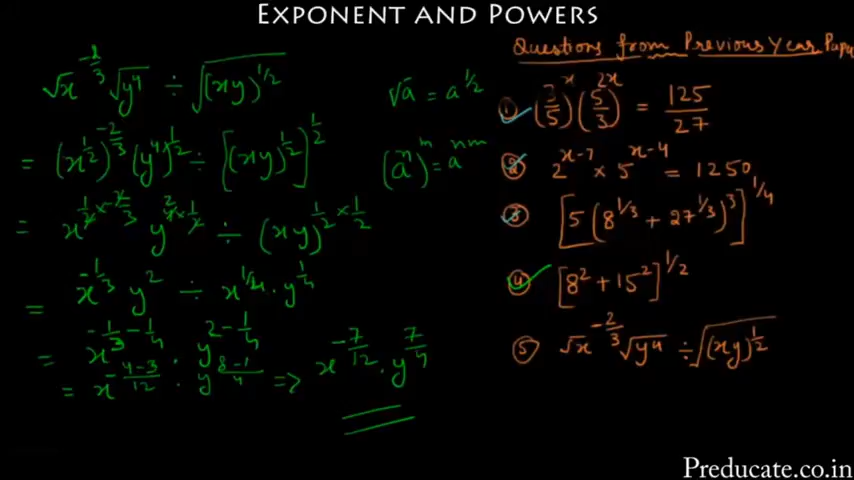 Exponent and Powers
√x^(-2/3) √(y⁴) ÷ √((xy)^(1/2))
= (x^(1/2))^(-2/3) (y^(4×1/2)) ÷ [(xy)^(1/2)]^(1/2)
= x^(1/2 × -2/3) y^(4×1/2) 2 ÷ (xy)^(1/2 × 1/2)
= x^(-1/3) y² ÷ x^(1/4) · y^(1/4)
= x^(-1/3 - 1/4) · y^(2 - 1/4)
= x^((-4-3)/12) · y^((8-1)/4) => x^(-7/12) · y^(7/4)
√a = a^(1/2)
(a^n)^m = a^(nm)
Questions from Previous Year
① (3/5)^x (5/3)^(2x) = 125/27
② 2^(x-7) × 5^(x-4) = 1250
③ [5 (8^(1/3) + 27^(1/3))³]^(1/4)
④ [8² + 15²]^(1/2)
⑤ √x^(-2/3) √(y⁴) ÷ √((xy)^(1/2))
Preducate.co.in